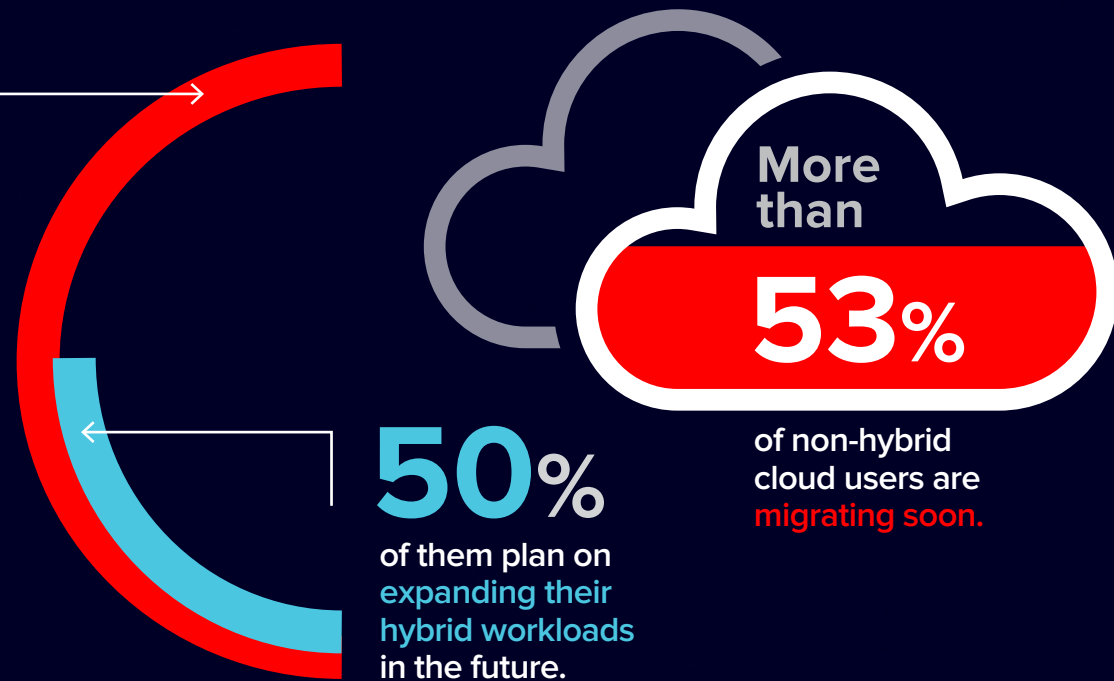 More
than
53%
of non-hybrid
cloud users are
migrating soon.
50%
of them plan on
expanding their
hybrid workloads
in the future.